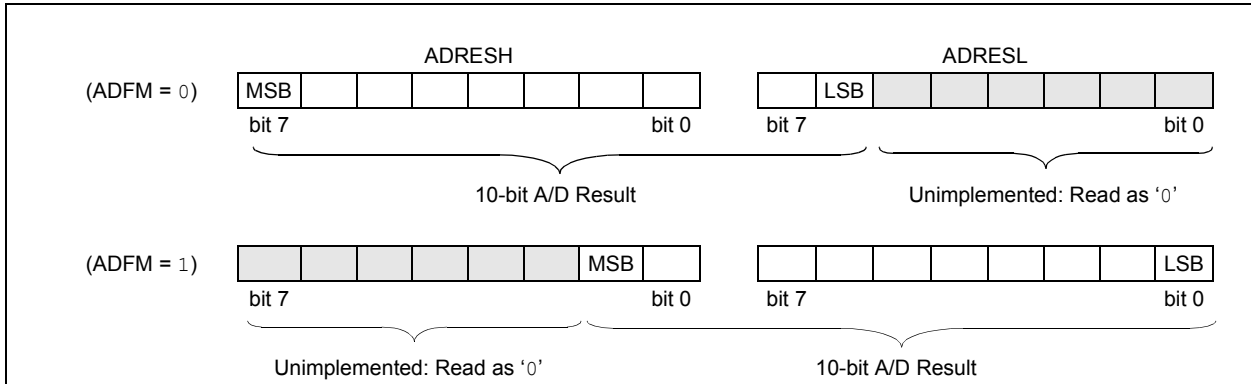 ADRESH ADRESL
(ADFM = 0) MSB LSB
bit 7 bit 0 bit 7 bit 0
10-bit A/D Result Unimplemented: Read as ‘0’
(ADFM = 1) MSB LSB
bit 7 bit 0 bit 7 bit 0
Unimplemented: Read as ‘0’ 10-bit A/D Result